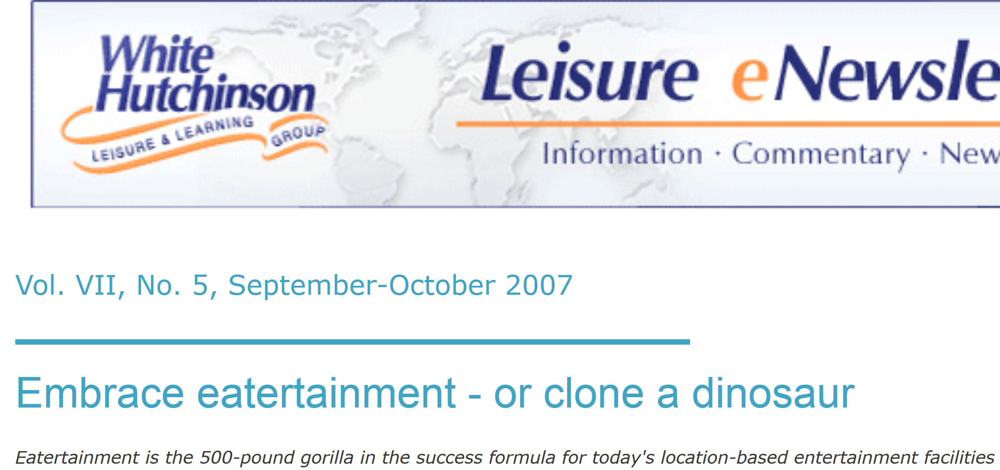 White
Hutchinson
LEISURE & LEARNING GROUP
Leisure eNewsle
Information · Commentary · New
Vol. VII, No. 5, September-October 2007
Embrace eatertainment - or clone a dinosaur
Eatertainment is the 500-pound gorilla in the success formula for today's location-based entertainment facilities